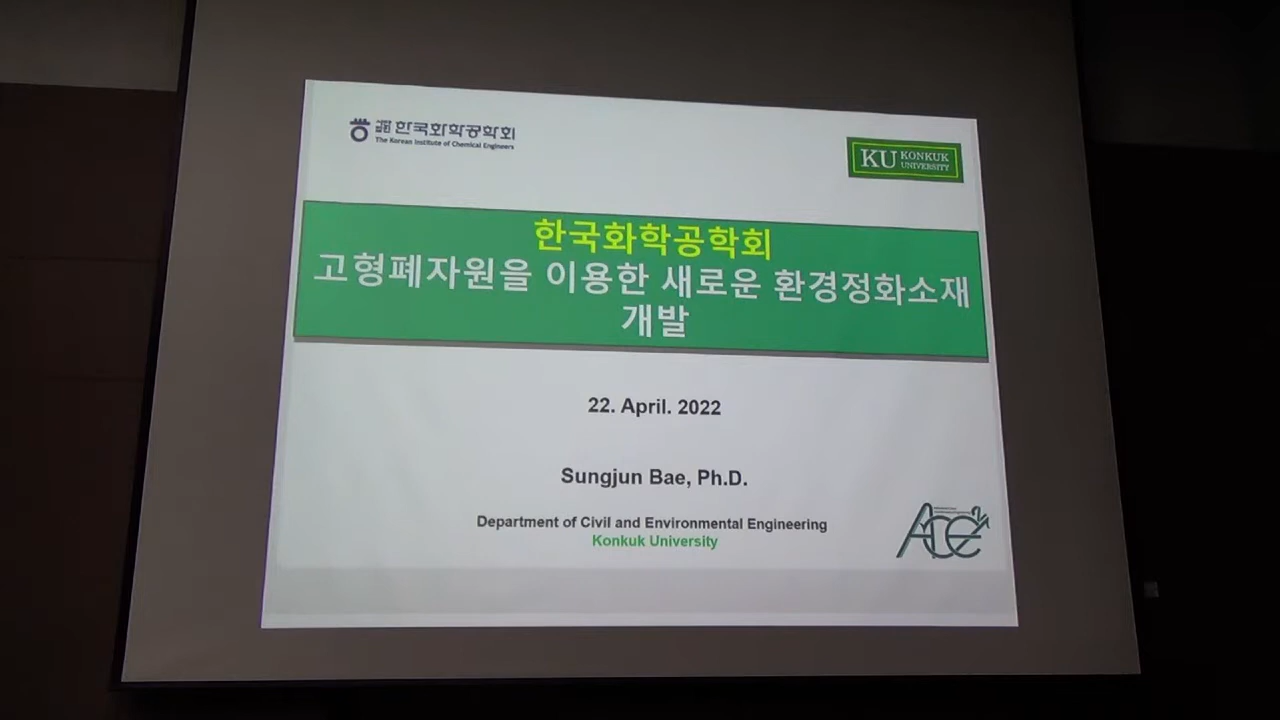 한국화학공학회
The Korean Institute of Chemical Engineers
KU KONKUK
UNIVERSITY
한국화학공학회
고형폐자원을 이용한 새로운 환경정화소재
개발
22. April. 2022
Sungjun Bae, Ph.D.
Department of Civil and Environmental Engineering
Konkuk University
ACE